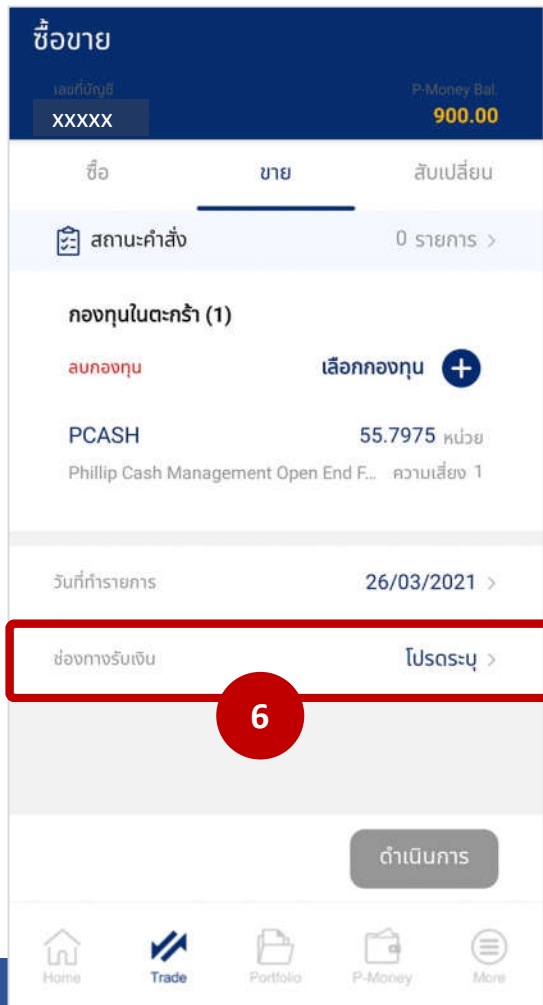 ซื้อขาย
เลขที่บัญชี P-Money Bal.
xxxxx 900.00
ซื้อ ขาย สับเปลี่ยน
สถานะคำสั่ง 0 รายการ >
กองทุนในตะกร้า (1)
ลบกองทุน เลือกกองทุน +
PCASH 55.7975 หน่วย
Phillip Cash Management Open End F... ความเสี่ยง 1
วันที่ทำรายการ 26/03/2021 >
ช่องทางรับเงิน โปรดระบุ >
6
ดำเนินการ
Home Trade Portfolio P-Money More